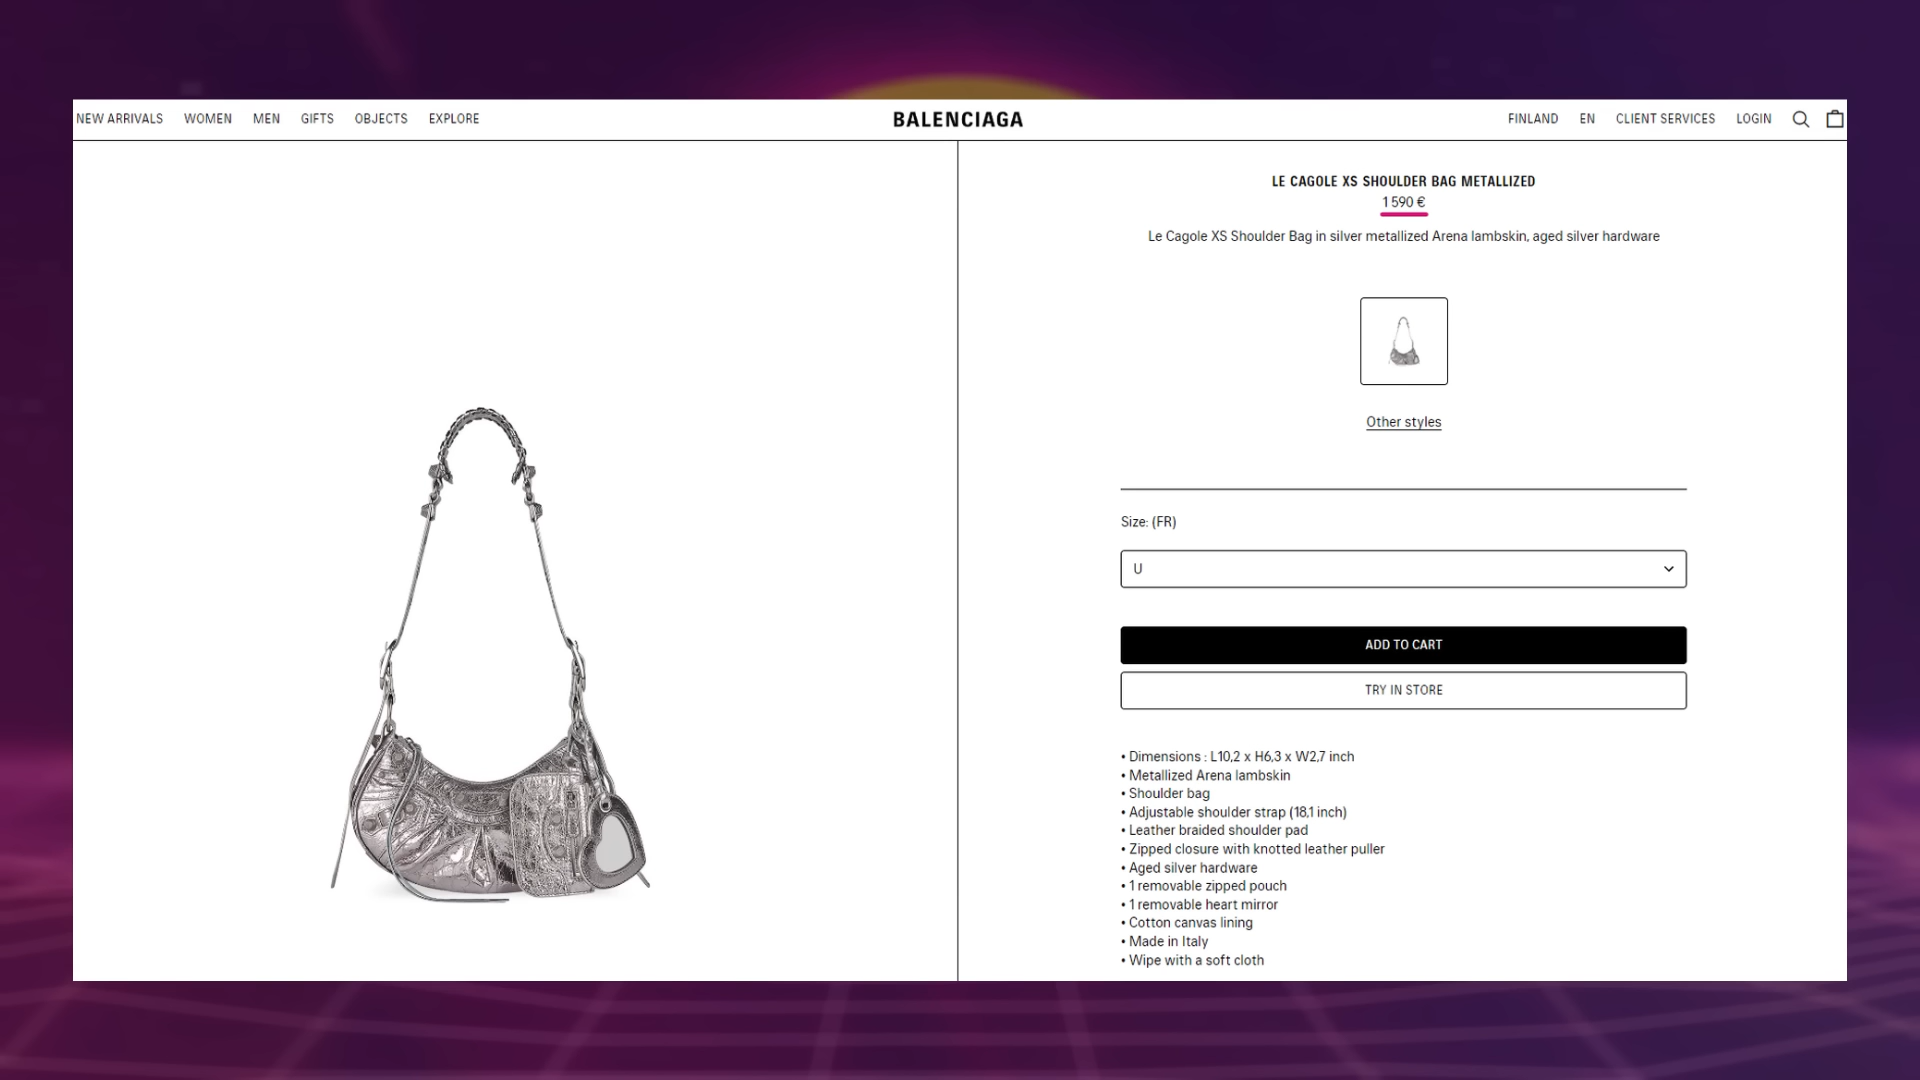 NEW ARRIVALS WOMEN MEN GIFTS OBJECTS EXPLORE
BALENCIAGA
FINLAND EN CLIENT SERVICES LOGIN
LE CAGOLE XS SHOULDER BAG METALLIZED
1 590 €
Le Cagole XS Shoulder Bag in silver metallized Arena lambskin, aged silver hardware
Other styles
Size: (FR)
U
ADD TO CART
TRY IN STORE
• Dimensions : L10,2 x H6,3 x W2,7 inch
• Metallized Arena lambskin
• Shoulder bag
• Adjustable shoulder strap (18,1 inch)
• Leather braided shoulder pad
• Zipped closure with knotted leather puller
• Aged silver hardware
• 1 removable zipped pouch
• 1 removable heart mirror
• Cotton canvas lining
• Made in Italy
• Wipe with a soft cloth